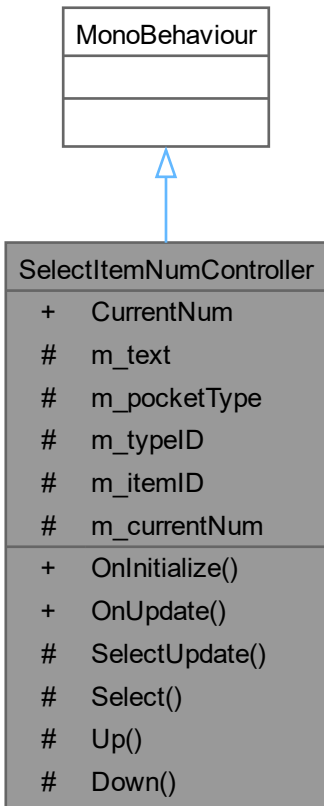 MonoBehaviour
SelectItemNumController
+ CurrentNum
# m_text
# m_pocketType
# m_typeID
# m_itemID
# m_currentNum
+ OnInitialize()
+ OnUpdate()
# SelectUpdate()
# Select()
# Up()
# Down()